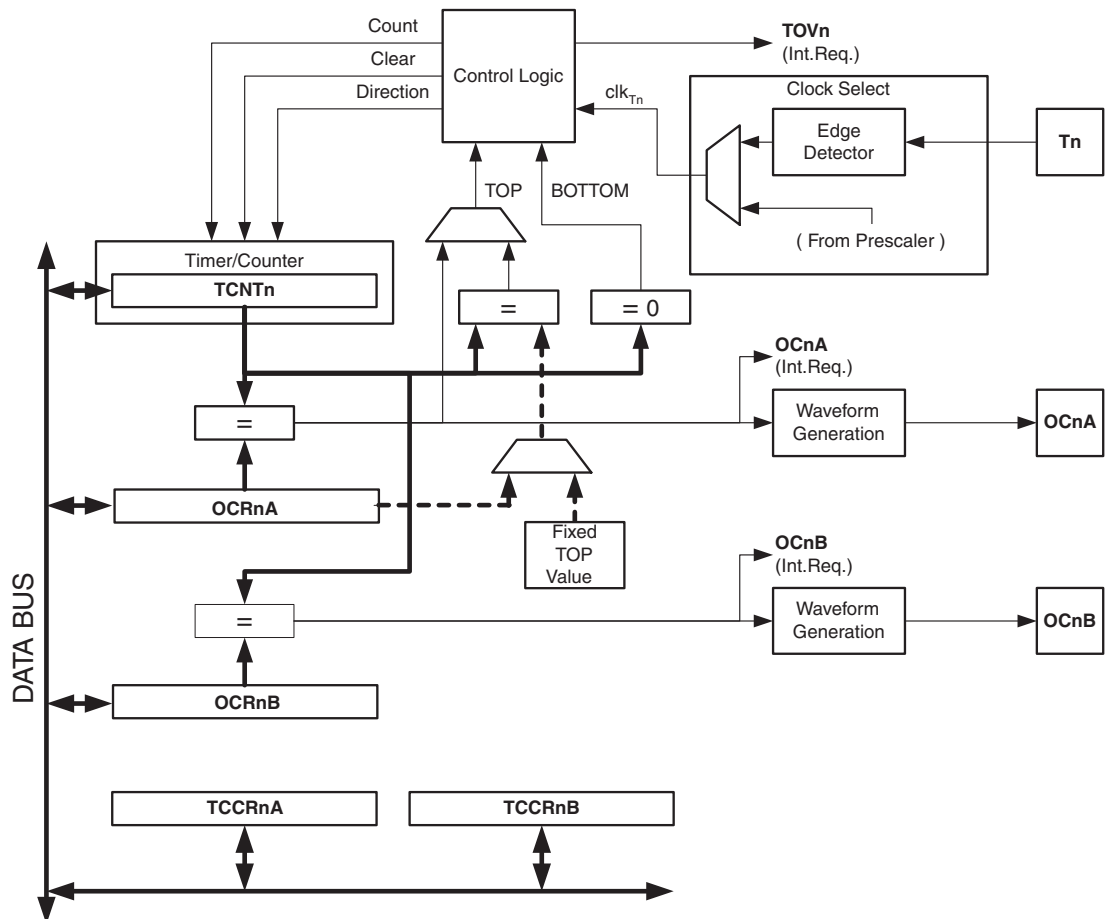 Count
Clear
Direction
Control Logic
TOVn
(Int.Req.)
clkTn
Clock Select
Edge
Detector
Tn
( From Prescaler )
TOP
BOTTOM
Timer/Counter
TCNTn
=
= 0
OCnA
(Int.Req.)
=
Waveform
Generation
OCnA
OCRnA
Fixed
TOP
Value
OCnB
(Int.Req.)
=
Waveform
Generation
OCnB
DATA BUS
OCRnB
TCCRnA
TCCRnB